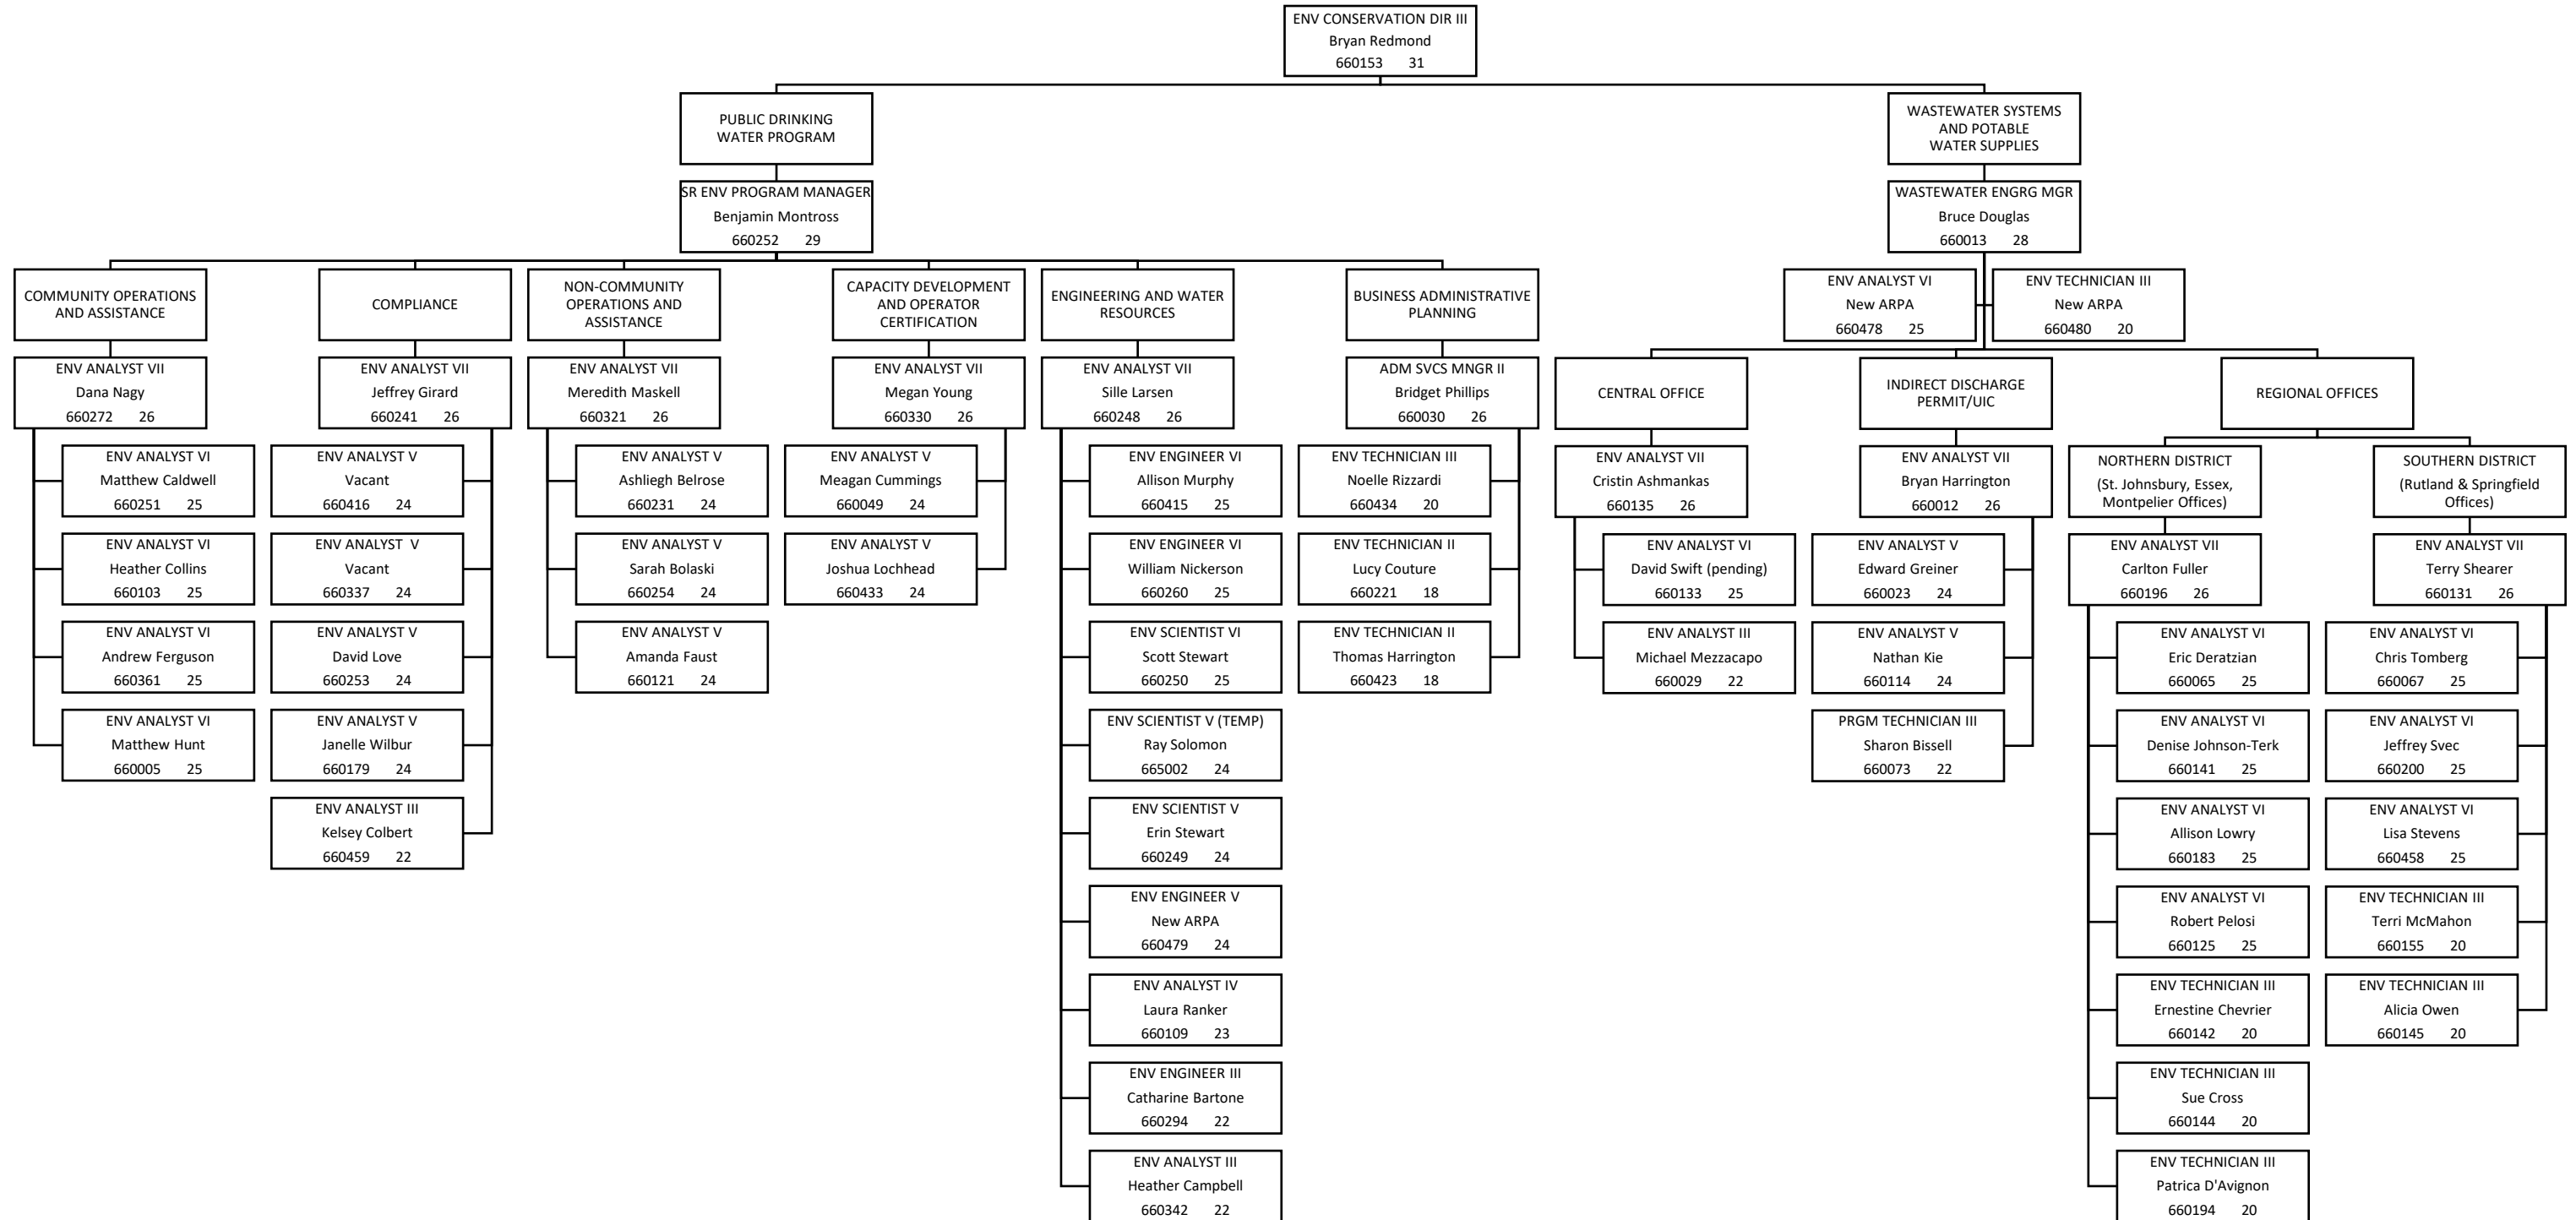 ENV CONSERVATION DIR III
Bryan Redmond
660153 31
PUBLIC DRINKING
WATER PROGRAM
SR ENV PROGRAM MANAGER
Benjamin Montross
660252 29
COMMUNITY OPERATIONS
AND ASSISTANCE
ENV ANALYST VII
Dana Nagy
660272 26
ENV ANALYST VI
Matthew Caldwell
660251 25
ENV ANALYST VI
Heather Collins
660103 25
ENV ANALYST VI
Andrew Ferguson
660361 25
ENV ANALYST VI
Matthew Hunt
660005 25
COMPLIANCE
ENV ANALYST VII
Jeffrey Girard
660241 26
ENV ANALYST V
Vacant
660416 24
ENV ANALYST V
Vacant
660337 24
ENV ANALYST V
David Love
660253 24
ENV ANALYST V
Janelle Wilbur
660179 24
ENV ANALYST III
Kelsey Colbert
660459 22
NON-COMMUNITY
OPERATIONS AND
ASSISTANCE
ENV ANALYST VII
Meredith Maskell
660321 26
ENV ANALYST V
Ashliegh Belrose
660231 24
ENV ANALYST V
Sarah Bolaski
660254 24
ENV ANALYST V
Amanda Faust
660121 24
CAPACITY DEVELOPMENT
AND OPERATOR
CERTIFICATION
ENV ANALYST VII
Megan Young
660330 26
ENV ANALYST V
Meagan Cummings
660049 24
ENV ANALYST V
Joshua Lochhead
660433 24
ENGINEERING AND WATER
RESOURCES
ENV ANALYST VII
Sille Larsen
660248 26
ENV ENGINEER VI
Allison Murphy
660415 25
ENV ENGINEER VI
William Nickerson
660260 25
ENV SCIENTIST VI
Scott Stewart
660250 25
ENV SCIENTIST V (TEMP)
Ray Solomon
665002 24
ENV SCIENTIST V
Erin Stewart
660249 24
ENV ENGINEER V
New ARPA
660479 24
ENV ANALYST IV
Laura Ranker
660109 23
ENV ENGINEER III
Catharine Bartone
660294 22
ENV ANALYST III
Heather Campbell
660342 22
BUSINESS ADMINISTRATIVE
PLANNING
ADM SVCS MNGR II
Bridget Phillips
660030 26
ENV TECHNICIAN III
Noelle Rizzardi
660434 20
ENV TECHNICIAN II
Lucy Couture
660221 18
ENV TECHNICIAN II
Thomas Harrington
660423 18
WASTEWATER SYSTEMS
AND POTABLE
WATER SUPPLIES
WASTEWATER ENGRG MGR
Bruce Douglas
660013 28
ENV ANALYST VI
New ARPA
660478 25
ENV TECHNICIAN III
New ARPA
660480 20
CENTRAL OFFICE
ENV ANALYST VII
Cristin Ashmankas
660135 26
ENV ANALYST VI
David Swift (pending)
660133 25
ENV ANALYST III
Michael Mezzacapo
660029 22
INDIRECT DISCHARGE
PERMIT/UIC
ENV ANALYST VII
Bryan Harrington
660012 26
ENV ANALYST V
Edward Greiner
660023 24
ENV ANALYST V
Nathan Kie
660114 24
PRGM TECHNICIAN III
Sharon Bissell
660073 22
REGIONAL OFFICES
NORTHERN DISTRICT
(St. Johnsbury, Essex,
Montpelier Offices)
ENV ANALYST VII
Carlton Fuller
660196 26
ENV ANALYST VI
Eric Deratzian
660065 25
ENV ANALYST VI
Denise Johnson-Terk
660141 25
ENV ANALYST VI
Allison Lowry
660183 25
ENV ANALYST VI
Robert Pelosi
660125 25
ENV TECHNICIAN III
Ernestine Chevrier
660142 20
ENV TECHNICIAN III
Sue Cross
660144 20
ENV TECHNICIAN III
Patrica D'Avignon
660194 20
SOUTHERN DISTRICT
(Rutland & Springfield
Offices)
ENV ANALYST VII
Terry Shearer
660131 26
ENV ANALYST VI
Chris Tomberg
660067 25
ENV ANALYST VI
Jeffrey Svec
660200 25
ENV ANALYST VI
Lisa Stevens
660458 25
ENV TECHNICIAN III
Terri McMahon
660155 20
ENV TECHNICIAN III
Alicia Owen
660145 20